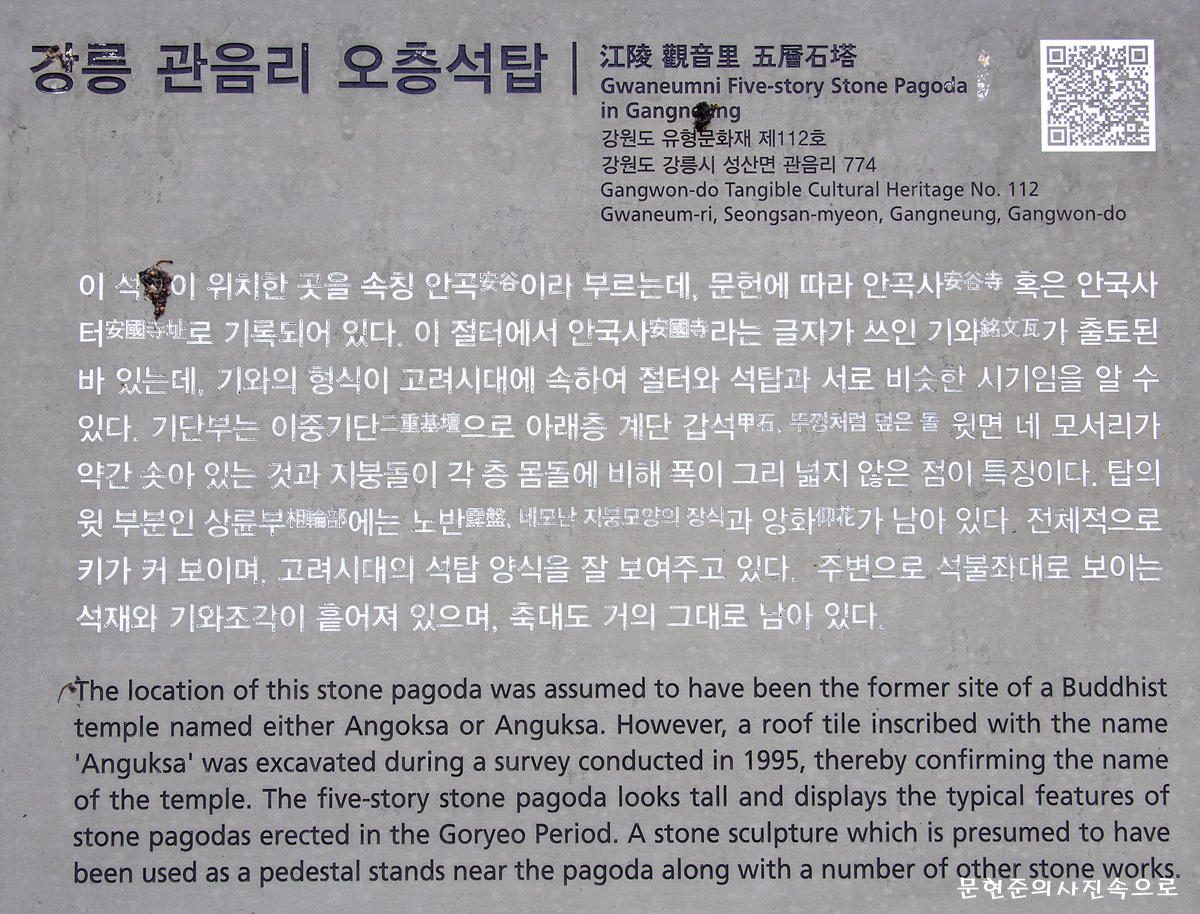 강릉 관음리 오층석탑
江陵 觀音里 五層石塔
Gwaneumni Five-story Stone Pagoda
in Gangneung
강원도 유형문화재 제112호
강원도 강릉시 성산면 관음리 774
Gangwon-do Tangible Cultural Heritage No. 112
Gwaneum-ri, Seongsan-myeon, Gangneung, Gangwon-do
이 석탑이 위치한 곳을 속칭 안곡安谷이라 부르는데, 문헌에 따라 안곡사安谷寺 혹은 안국사
터安國寺址로 기록되어 있다. 이 절터에서 안국사安國寺라는 글자가 쓰인 기와銘文瓦가 출토된
바 있는데, 기와의 형식이 고려시대에 속하여 절터와 석탑과 서로 비슷한 시기임을 알 수
있다. 기단부는 이중기단二重基壇으로 아래층 계단 갑석甲石, 뚜껑처럼 덮은 돌 윗면 네 모서리가
약간 솟아 있는 것과 지붕돌이 각 층 몸돌에 비해 폭이 그리 넓지 않은 점이 특징이다. 탑의
윗 부분인 상륜부相輪部에는 노반露盤, 네모난 지붕모양의 장식과 앙화仰花가 남아 있다. 전체적으로
키가 커 보이며, 고려시대의 석탑 양식을 잘 보여주고 있다. 주변으로 석불좌대로 보이는
석재와 기와조각이 흩어져 있으며, 축대도 거의 그대로 남아 있다.
The location of this stone pagoda was assumed to have been the former site of a Buddhist
temple named either Angoksa or Anguksa. However, a roof tile inscribed with the name
'Anguksa' was excavated during a survey conducted in 1995, thereby confirming the name
of the temple. The five-story stone pagoda looks tall and displays the typical features of
stone pagodas erected in the Goryeo Period. A stone sculpture which is presumed to have
been used as a pedestal stands near the pagoda along with a number of other stone works.
문현준의사진속으로